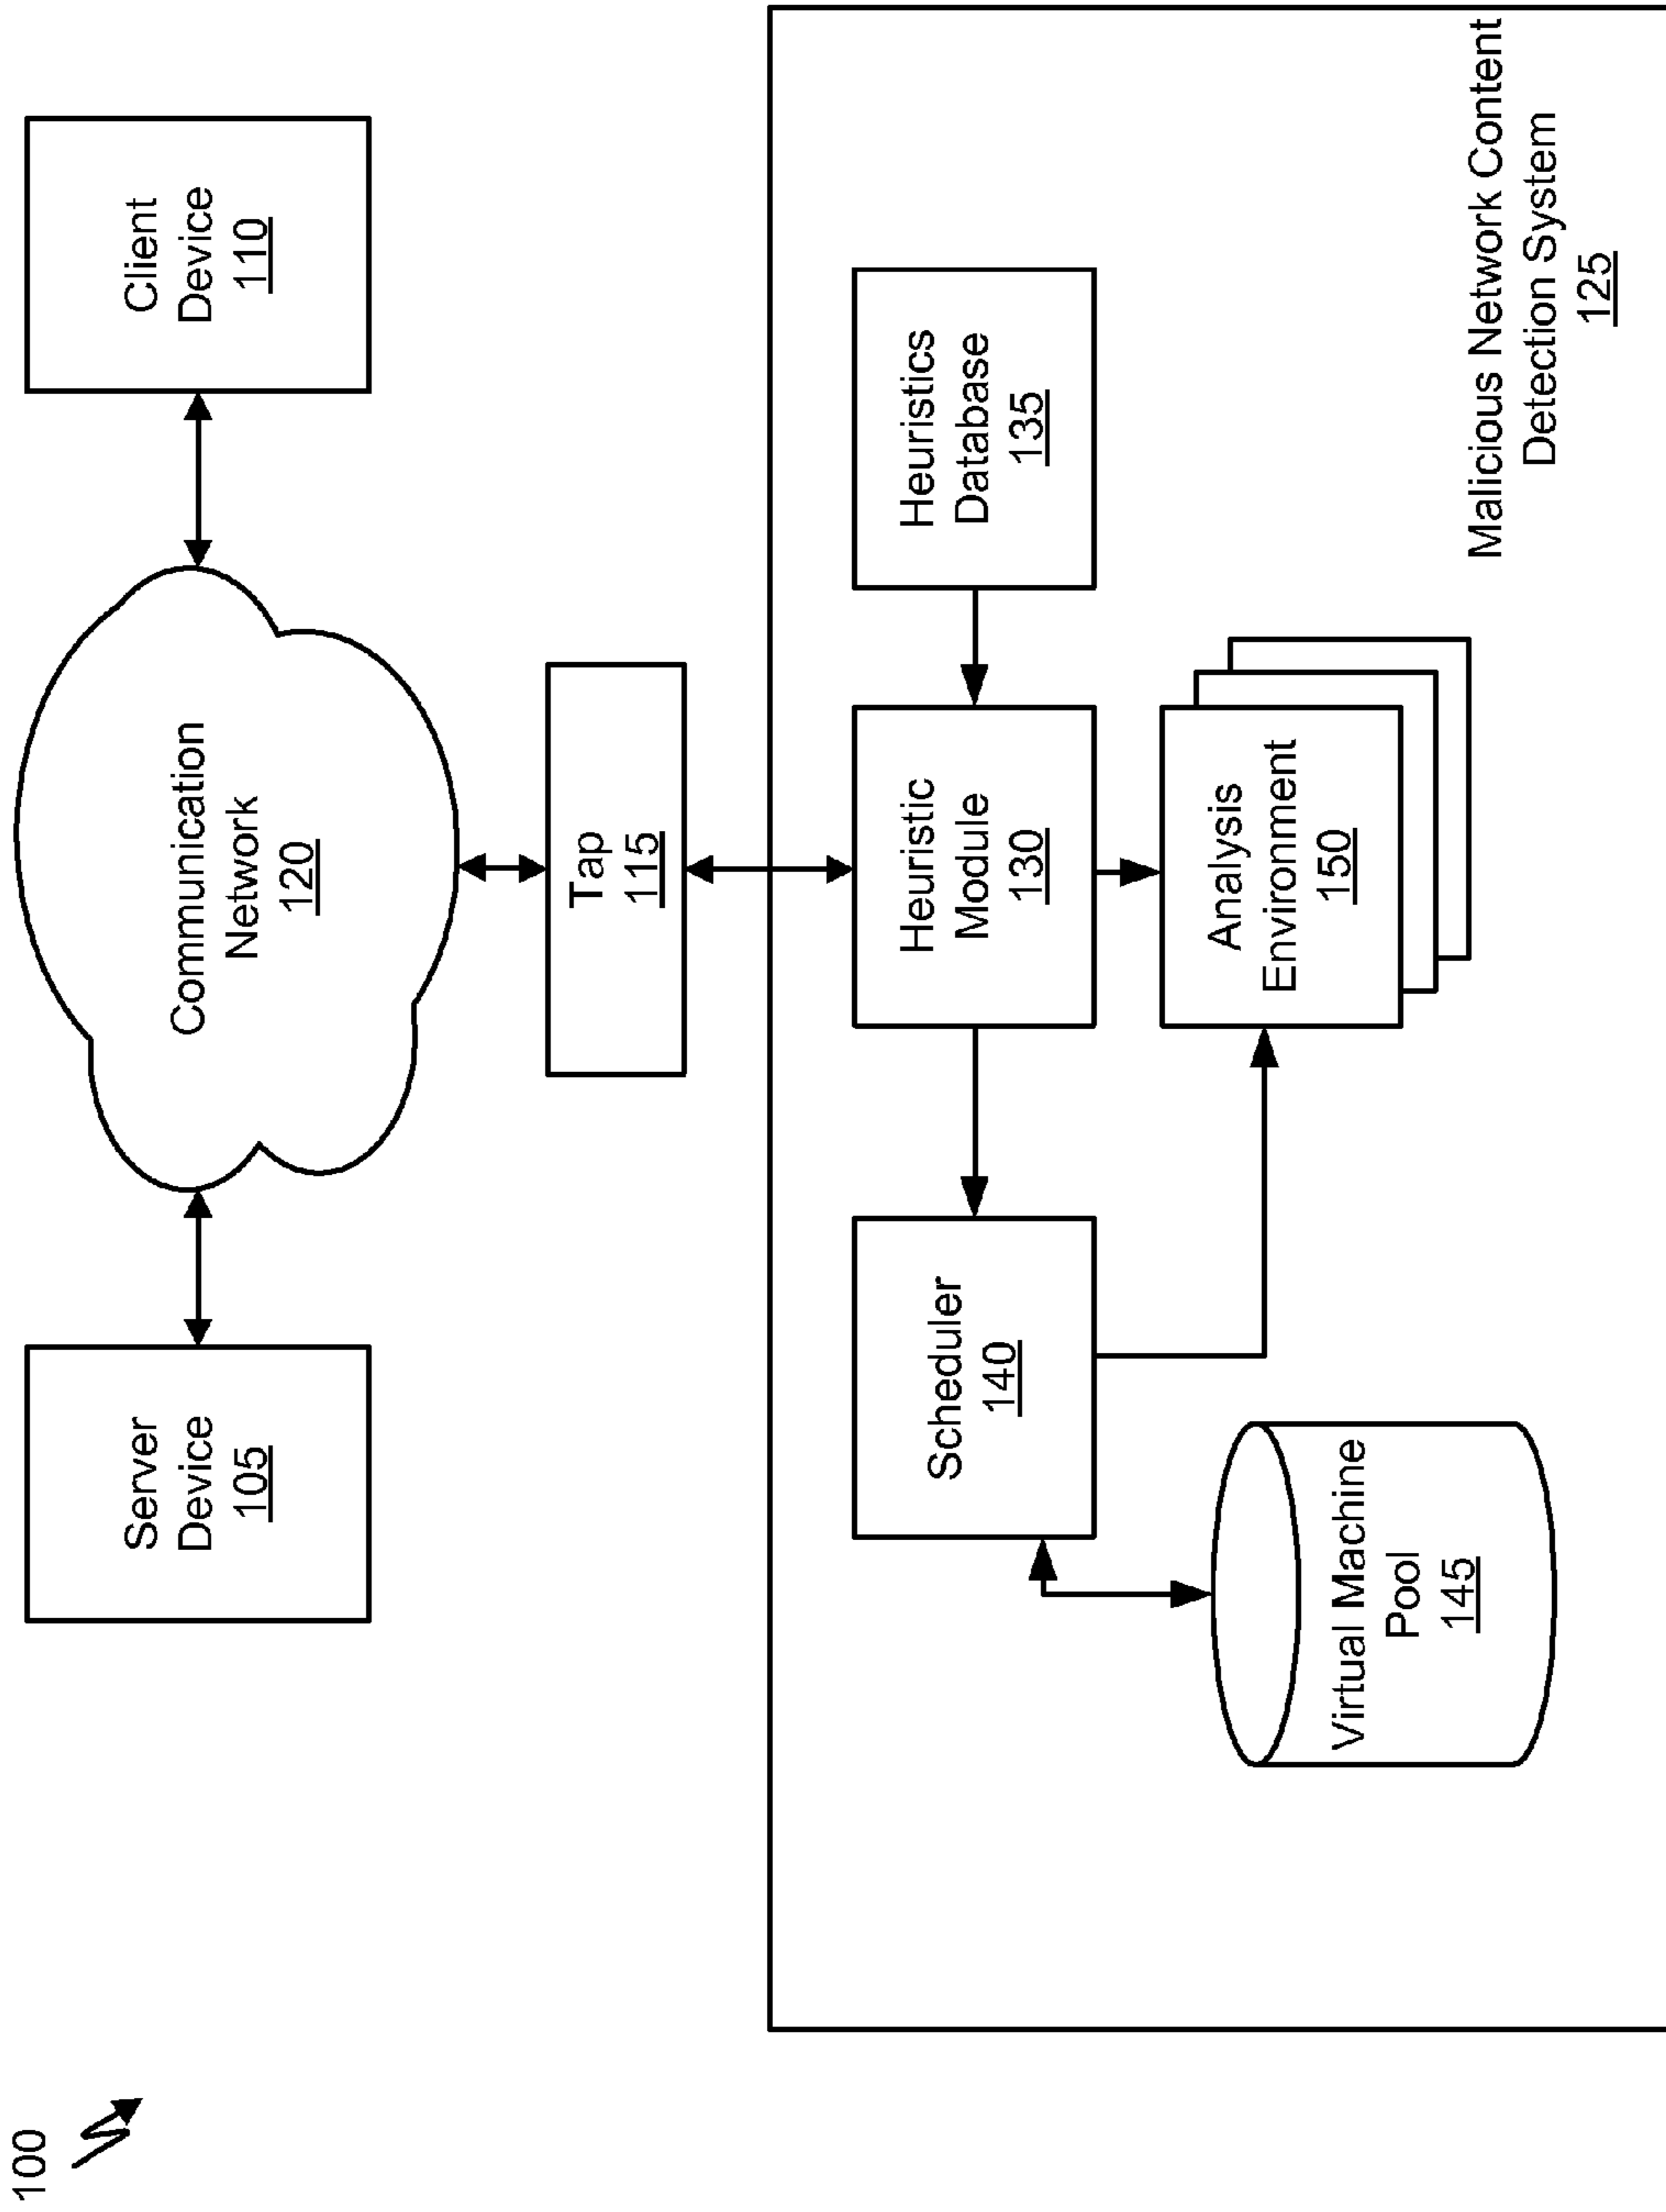 100
Server
Device
105
Communication
Network
120
Client
Device
110
Tap
115
Scheduler
140
Heuristic
Module
130
Heuristics
Database
135
Virtual Machine
Pool
145
Analysis
Environment
150
Malicious Network Content
Detection System
125